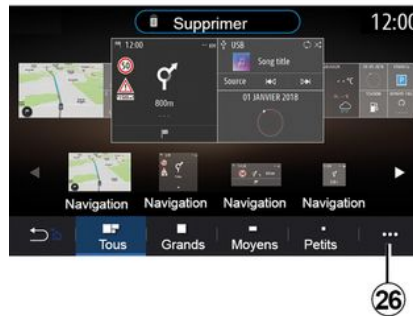 Supprimer
12:00
12:00
USB
Song title
Source
800m
01 JANVIER 2018
Navigation Navigation Navigation Navigation
Tous Grands Moyens Petits
26